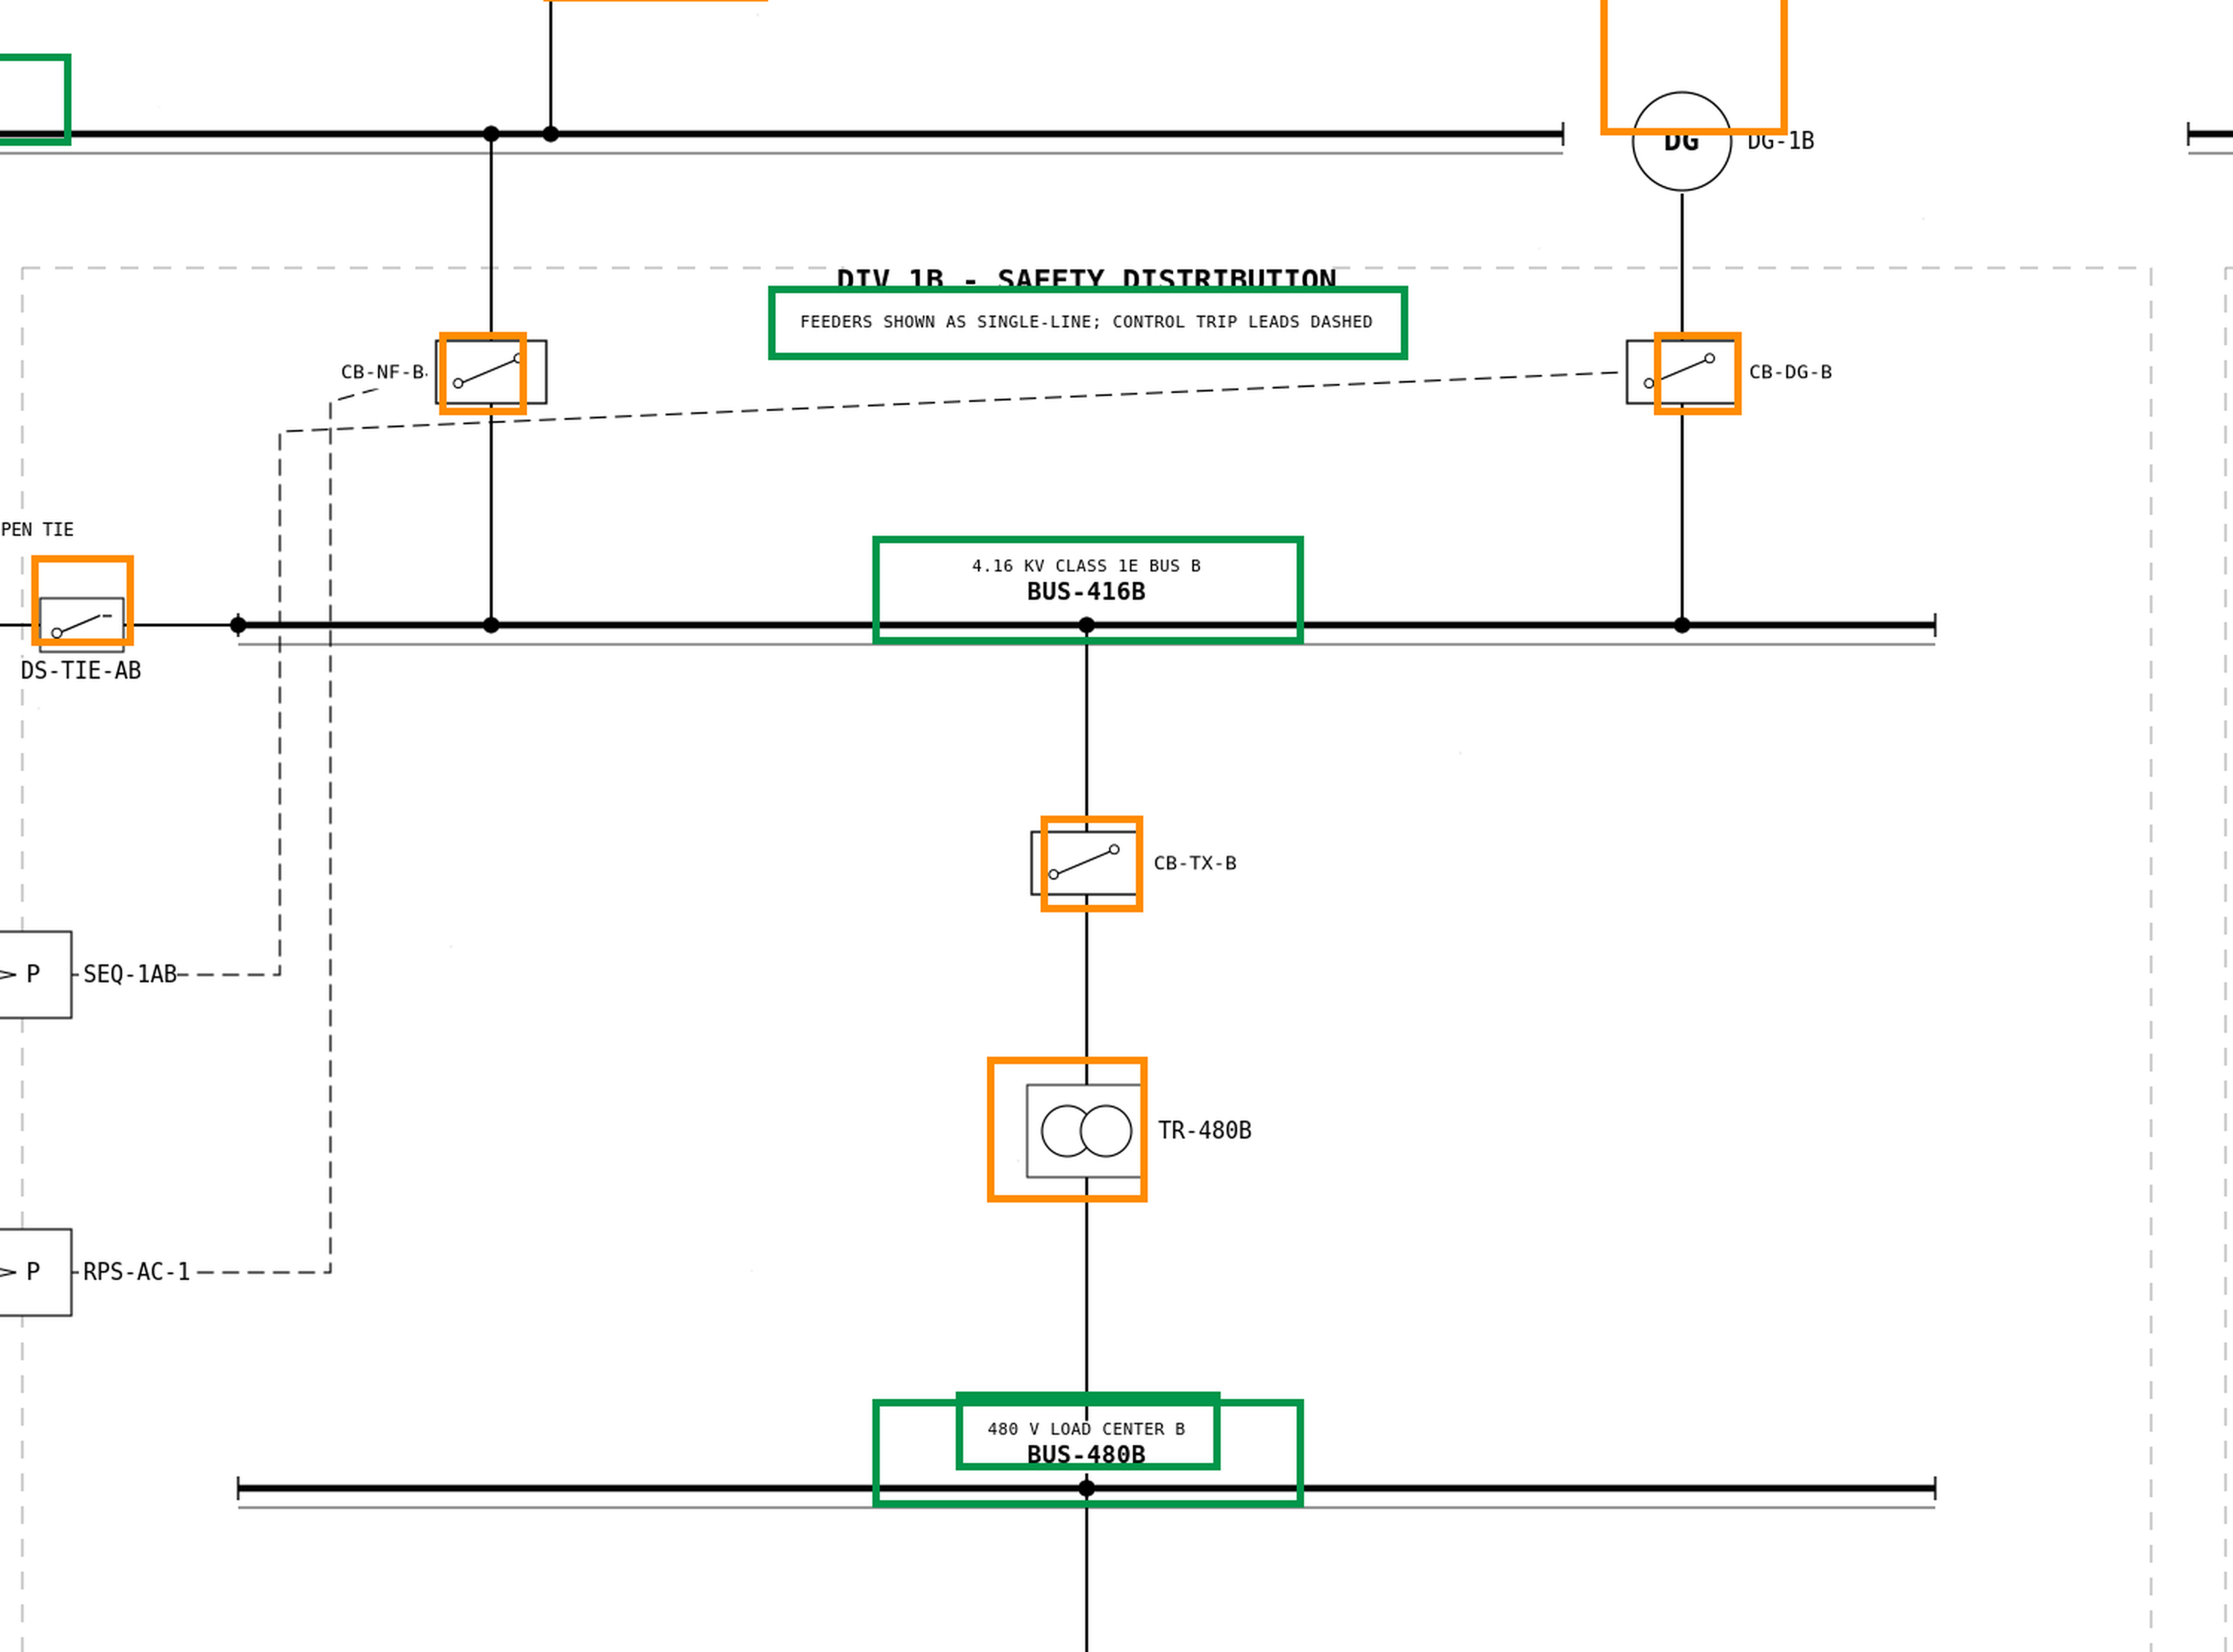 DG
DG-1B
DIV 1B - SAFETY DISTRIBUTION
FEEDERS SHOWN AS SINGLE-LINE; CONTROL TRIP LEADS DASHED
CB-NF-B
CB-DG-B
PEN TIE
4.16 KV CLASS 1E BUS B
BUS-416B
DS-TIE-AB
CB-TX-B
P
SEQ-1AB
TR-480B
P
RPS-AC-1
480 V LOAD CENTER B
BUS-480B